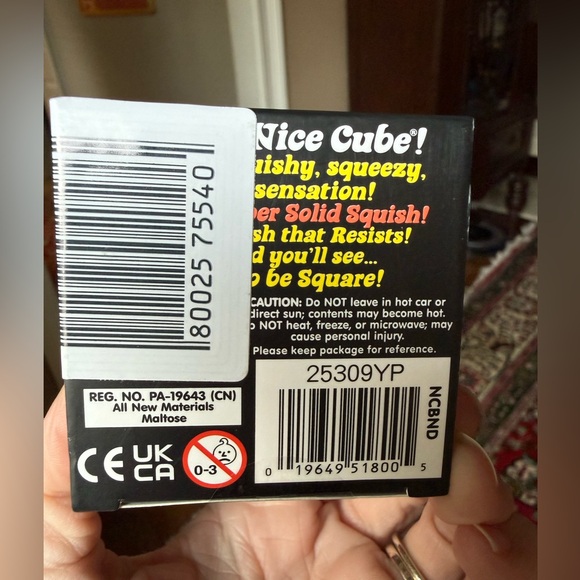 Nice Cube!®
uishy, squeezy,
sensation!
per Solid Squish!
sh that Resists!
d you'll see...
o be Square!
CAUTION: Do NOT leave in hot car or
direct sun; contents may become hot.
o NOT heat, freeze, or microwave; may
cause personal injury.
Please keep package for reference.
80025 75540
REG. NO. PA-19643 (CN)
All New Materials
Maltose
CE UK
CA
0-3
25309YP
0 19649 51800 5
NCBND